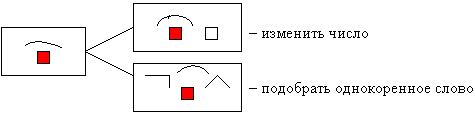 – изменить число
– подобрать однокоренное слово